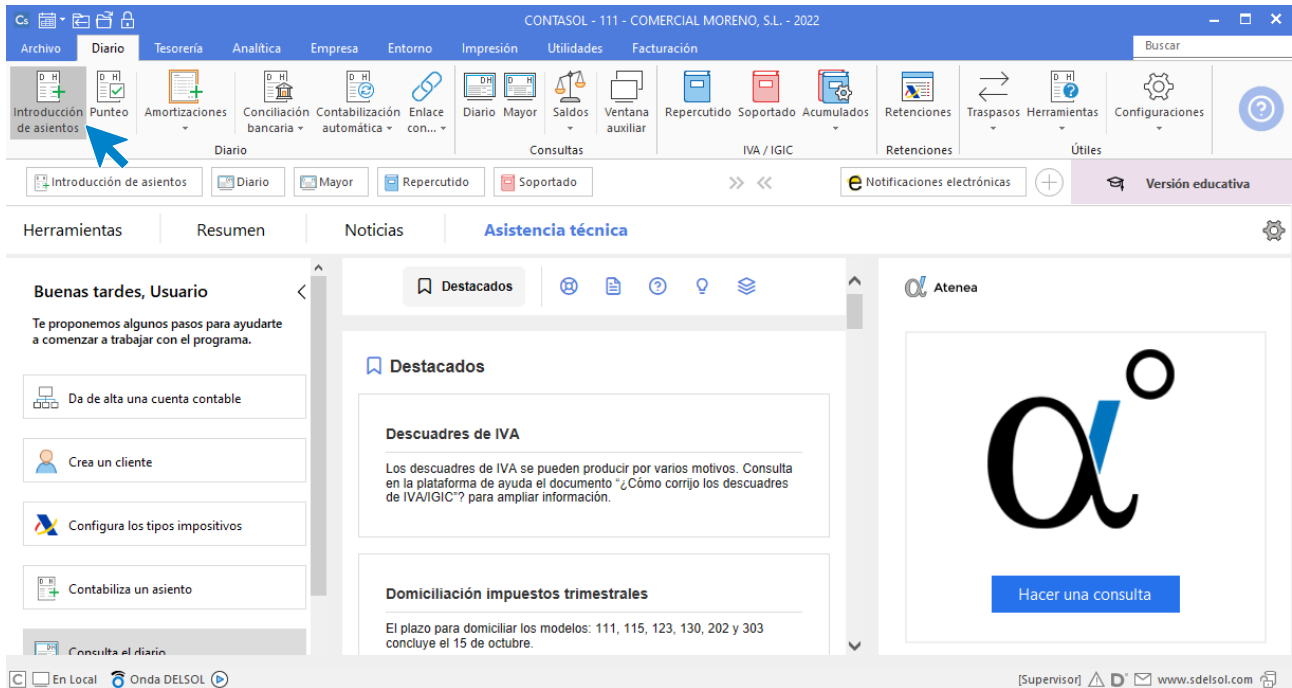 Cs
CONTASOL - 111 - COMERCIAL MORENO, S.L. - 2022
Archivo Diario Tesorería Analítica Empresa Entorno Impresión Utilidades Facturación Buscar
Introducción de asientos
Punteo
Amortizaciones
Conciliación bancaria
Contabilización automática
Enlace con...
Diario
Mayor
Saldos
Ventana auxiliar
Repercutido
Soportado
Acumulados
Retenciones
Traspasos
Herramientas
Configuraciones
Diario Consultas IVA / IGIC Retenciones Útiles
Introducción de asientos Diario Mayor Repercutido Soportado Notificaciones electrónicas Versión educativa
Herramientas Resumen Noticias Asistencia técnica
Buenas tardes, Usuario
Te proponemos algunos pasos para ayudarte
a comenzar a trabajar con el programa.
Da de alta una cuenta contable
Crea un cliente
Configura los tipos impositivos
Contabiliza un asiento
Consulta el diario
Destacados
Destacados
Descuadres de IVA
Los descuadres de IVA se pueden producir por varios motivos. Consulta
en la plataforma de ayuda el documento “¿Cómo corrijo los descuadres
de IVA/IGIC”? para ampliar información.
Domiciliación impuestos trimestrales
El plazo para domiciliar los modelos: 111, 115, 123, 130, 202 y 303
concluye el 15 de octubre.
Atenea
Hacer una consulta
C En Local Onda DELSOL [Supervisor] D www.sdelsol.com